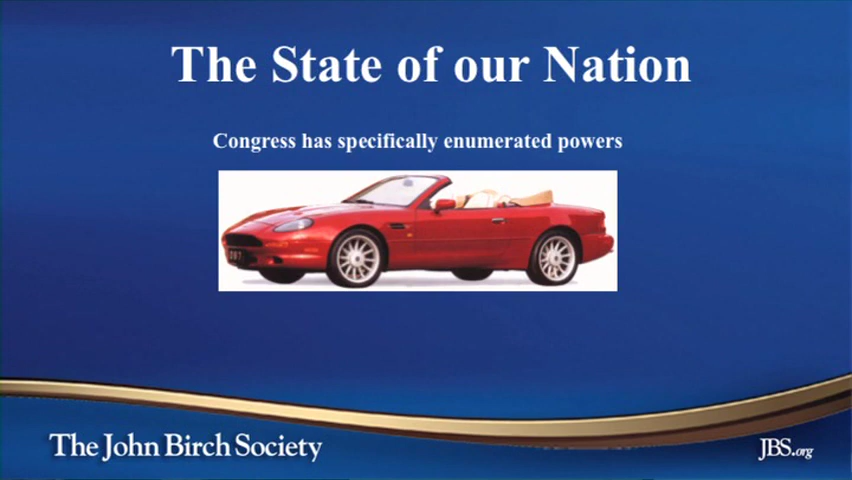 The State of our Nation
Congress has specifically enumerated powers
The John Birch Society
JBS.org